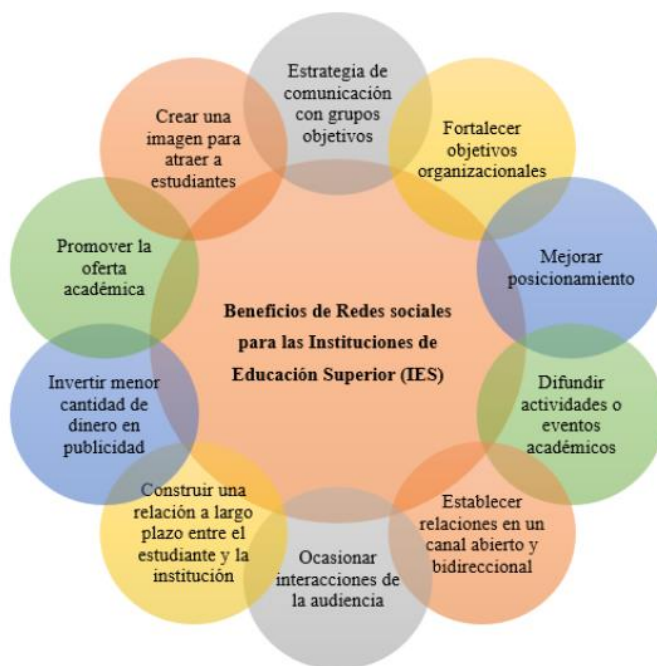 Estrategia de
comunicación
con grupos
objetivos
Fortalecer
objetivos
organizacionales
Mejorar
posicionamiento
Difundir
actividades o
eventos
académicos
Establecer
relaciones en un
canal abierto y
bidireccional
Ocasionar
interacciones de
la audiencia
Construir una
relación a largo
plazo entre el
estudiante y la
institución
Invertir menor
cantidad de
dinero en
publicidad
Promover la
oferta
académica
Crear una
imagen para
atraer a
estudiantes
Beneficios de Redes sociales
para las Instituciones de
Educación Superior (IES)